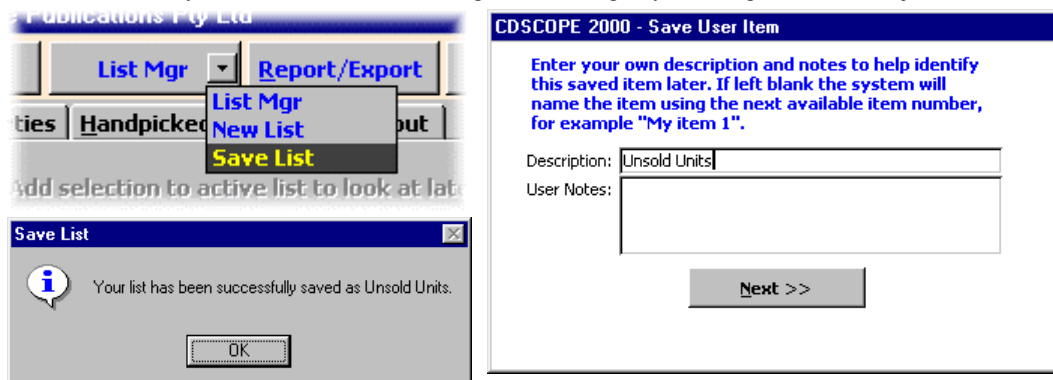 Publications Pty Ltd
List Mgr Report/Export
List Mgr
ties Handpicked out
New List
Save List
Add selection to active list to look at late
Save List
Your list has been successfully saved as Unsold Units.
OK
CDSCOPE 2000 - Save User Item
Enter your own description and notes to help identify
this saved item later. If left blank the system will
name the item using the next available item number,
for example "My item 1".
Description: Unsold Units
User Notes:
Next >>